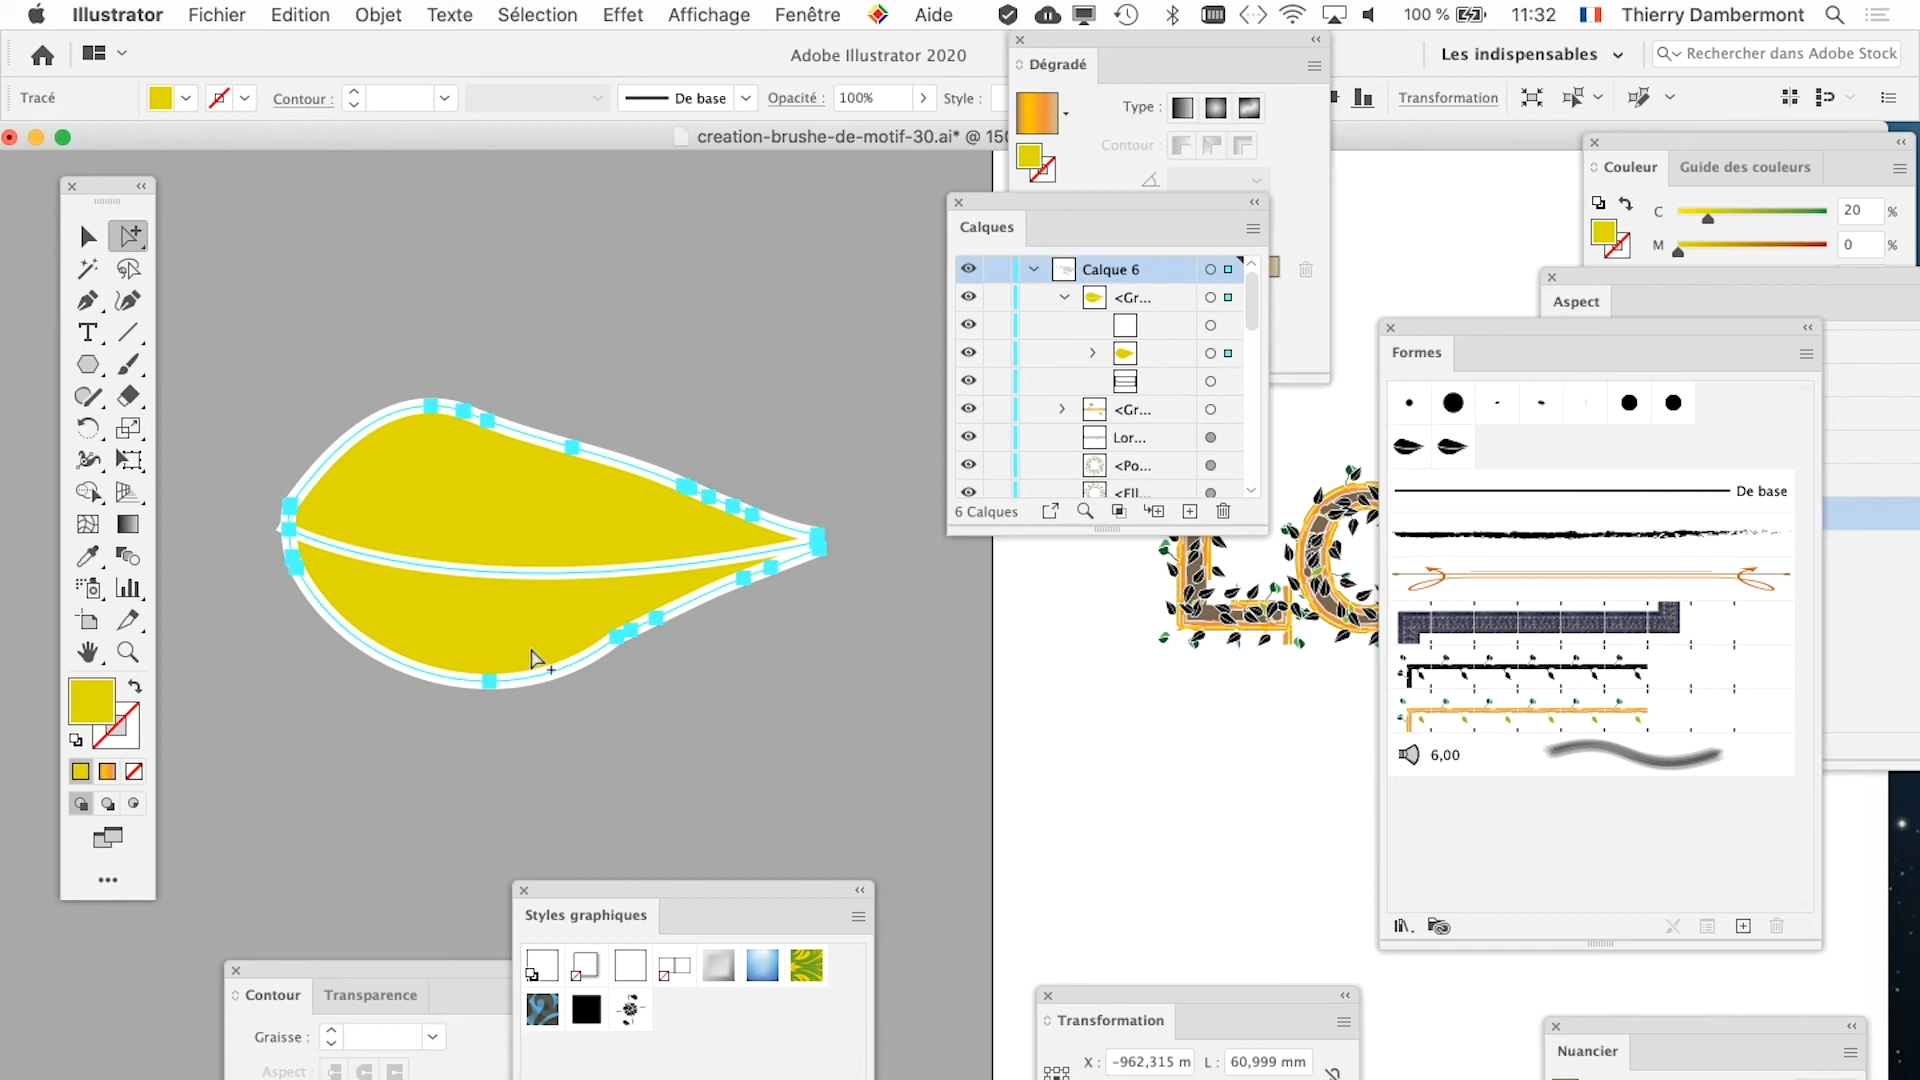 Illustrator Fichier Edition Objet Texte Sélection Effet Affichage Fenêtre Aide 100 % 11:32 Thierry Dambermont
Adobe Illustrator 2020
Les indispensables
Rechercher dans Adobe Stock
Tracé
Contour :
De base
Opacité :
100%
Style :
Transformation
creation-brushe-de-motif-30.ai* @ 150
Dégradé
Type :
Contour :
Calques
Calque 6
<Gr...
<Gr...
Lor...
<Po...
<Ell...
6 Calques
Couleur Guide des couleurs
C 20 %
M 0 %
Aspect
Formes
De base
6,00
Styles graphiques
Contour Transparence
Graisse :
Aspect :
Transformation
X : -962,315 m L : 60,999 mm
Nuancier